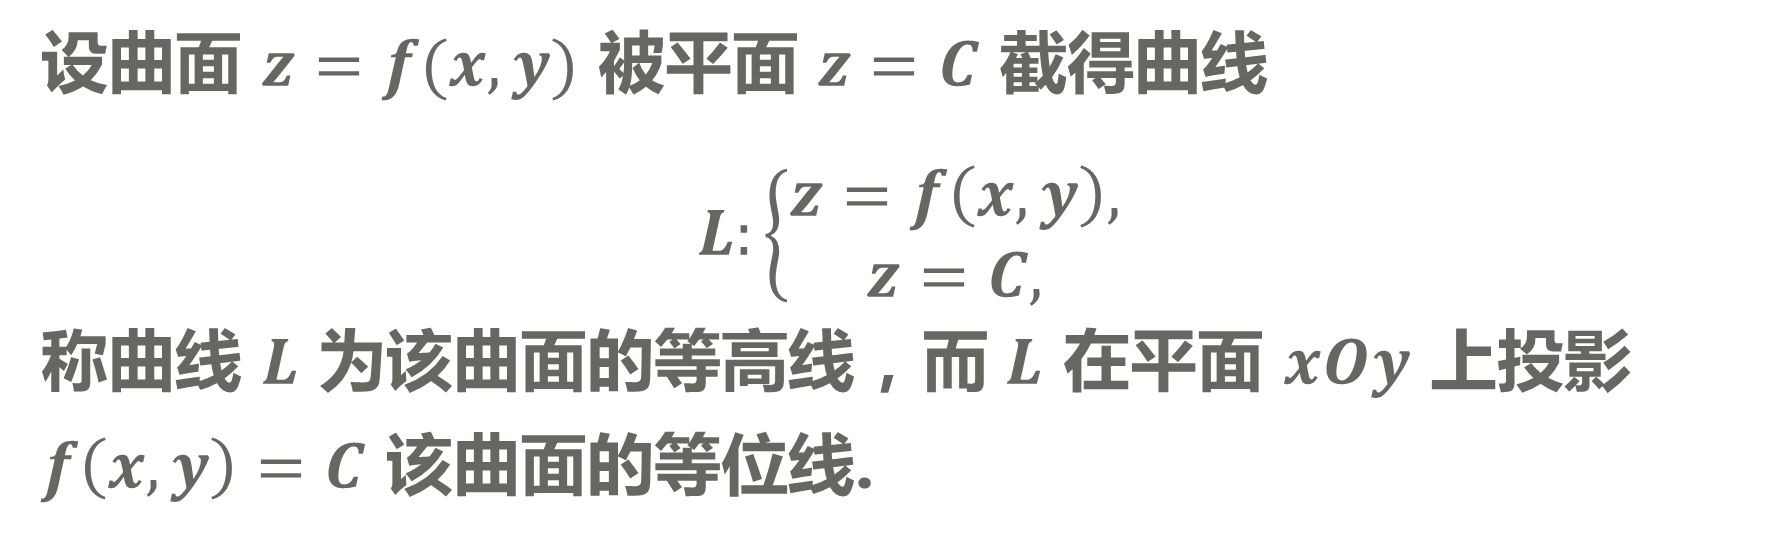 设曲面 z = f(x, y) 被平面 z = C 截得曲线
L: { z = f(x, y),
z = C,
称曲线 L 为该曲面的等高线，而 L 在平面 xOy 上投影
f(x, y) = C 该曲面的等位线.